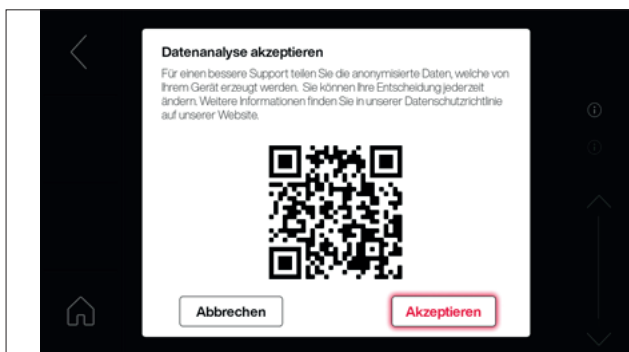 Datenanalyse akzeptieren
Für einen bessere Support teilen Sie die anonymisierte Daten, welche von
Ihrem Gerät erzeugt werden. Sie können Ihre Entscheidung jederzeit
ändern. Weitere Informationen finden Sie in unserer Datenschutzrichtlinie
auf unserer Website.
Abbrechen
Akzeptieren